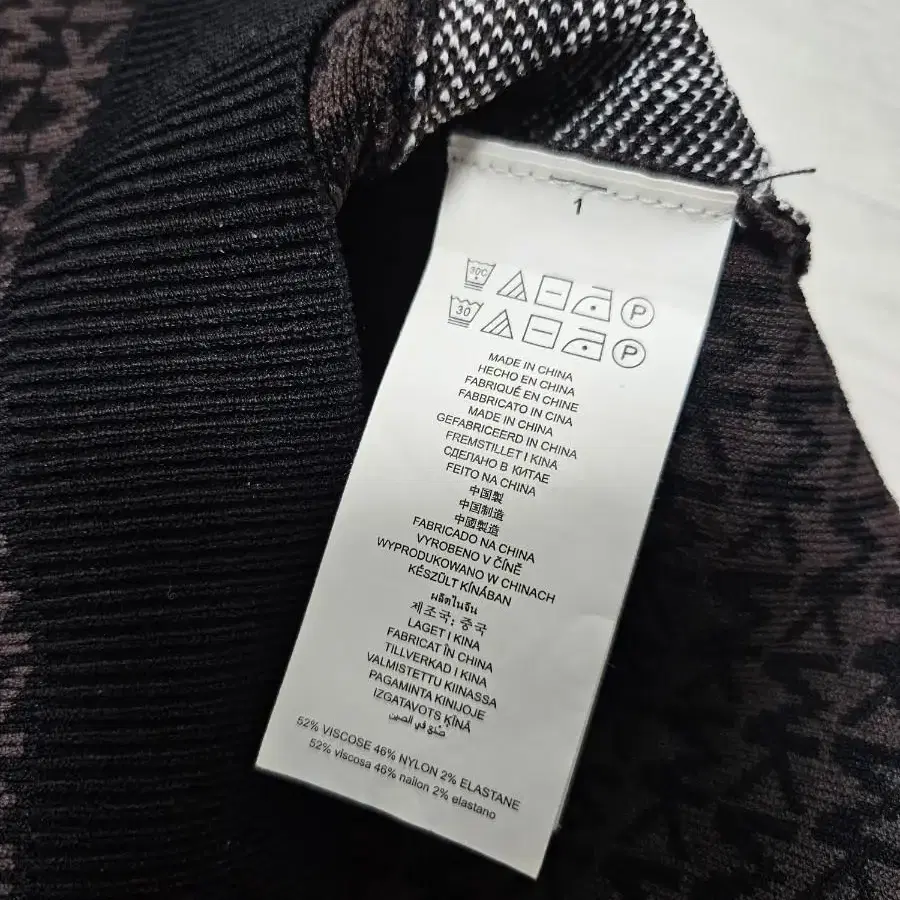 1
30C
P
30
P
MADE IN CHINA
HECHO EN CHINA
FABRIQUÉ EN CHINE
FABBRICATO IN CINA
MADE IN CHINA
GEFABRICEERD IN CHINA
FREMSTILLET I KINA
СДЕЛАНО В КИТАЕ
FEITO NA CHINA
中国製
中国制造
中國製造
FABRICADO NA CHINA
VYROBENO V ČÍNĚ
WYPRODUKOWANO W CHINACH
KÉSZÜLT KÍNÁBAN
ผลิตในจีน
제조국: 중국
LAGET I KINA
FABRICAT ÎN CHINA
TILLVERKAD I KINA
VALMISTETTU KIINASSA
PAGAMINTA KINIJOJE
IZGATAVOTS ĶĪNĀ
صنع في الصين
52% VISCOSE 46% NYLON 2% ELASTANE
52% viscosa 46% nailon 2% elastano